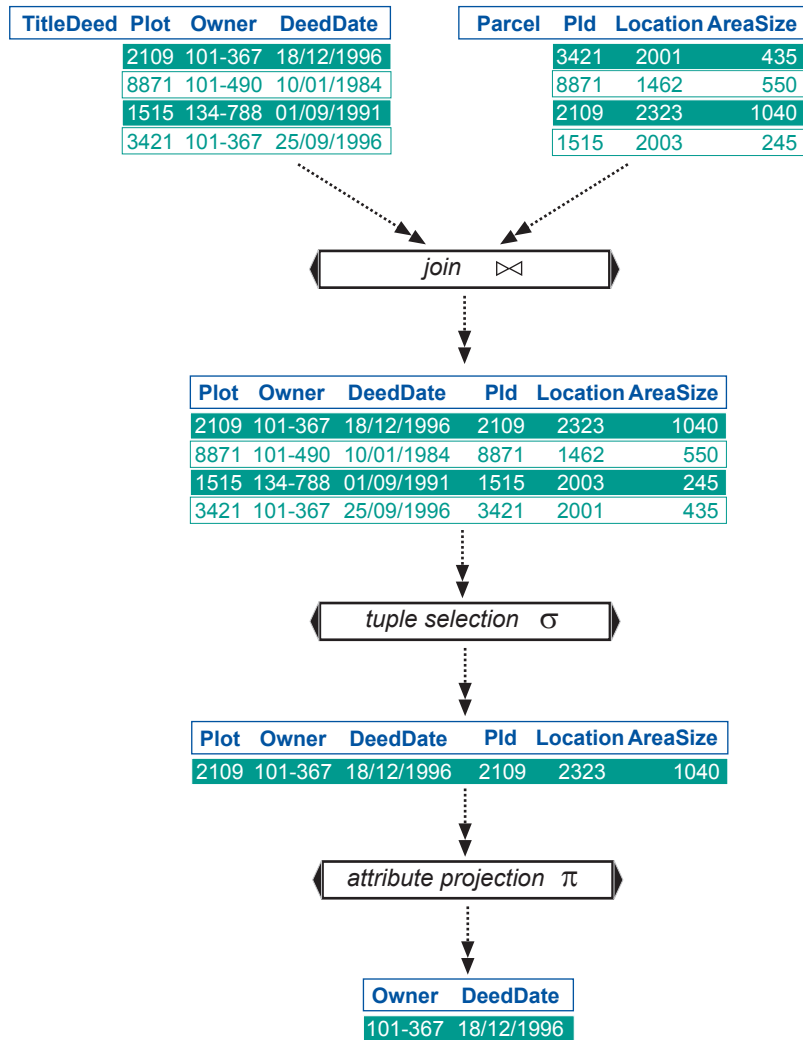 TitleDeed Plot Owner DeedDate
2109 101-367 18/12/1996
8871 101-490 10/01/1984
1515 134-788 01/09/1991
3421 101-367 25/09/1996
Parcel PId Location AreaSize
3421 2001 435
8871 1462 550
2109 2323 1040
1515 2003 245
join ⋈
Plot Owner DeedDate PId Location AreaSize
2109 101-367 18/12/1996 2109 2323 1040
8871 101-490 10/01/1984 8871 1462 550
1515 134-788 01/09/1991 1515 2003 245
3421 101-367 25/09/1996 3421 2001 435
tuple selection σ
Plot Owner DeedDate PId Location AreaSize
2109 101-367 18/12/1996 2109 2323 1040
attribute projection π
Owner DeedDate
101-367 18/12/1996